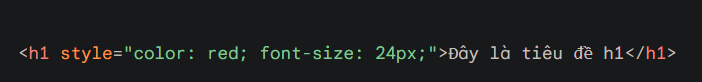 <h1 style="color: red; font-size: 24px;">Đây là tiêu đề h1</h1>